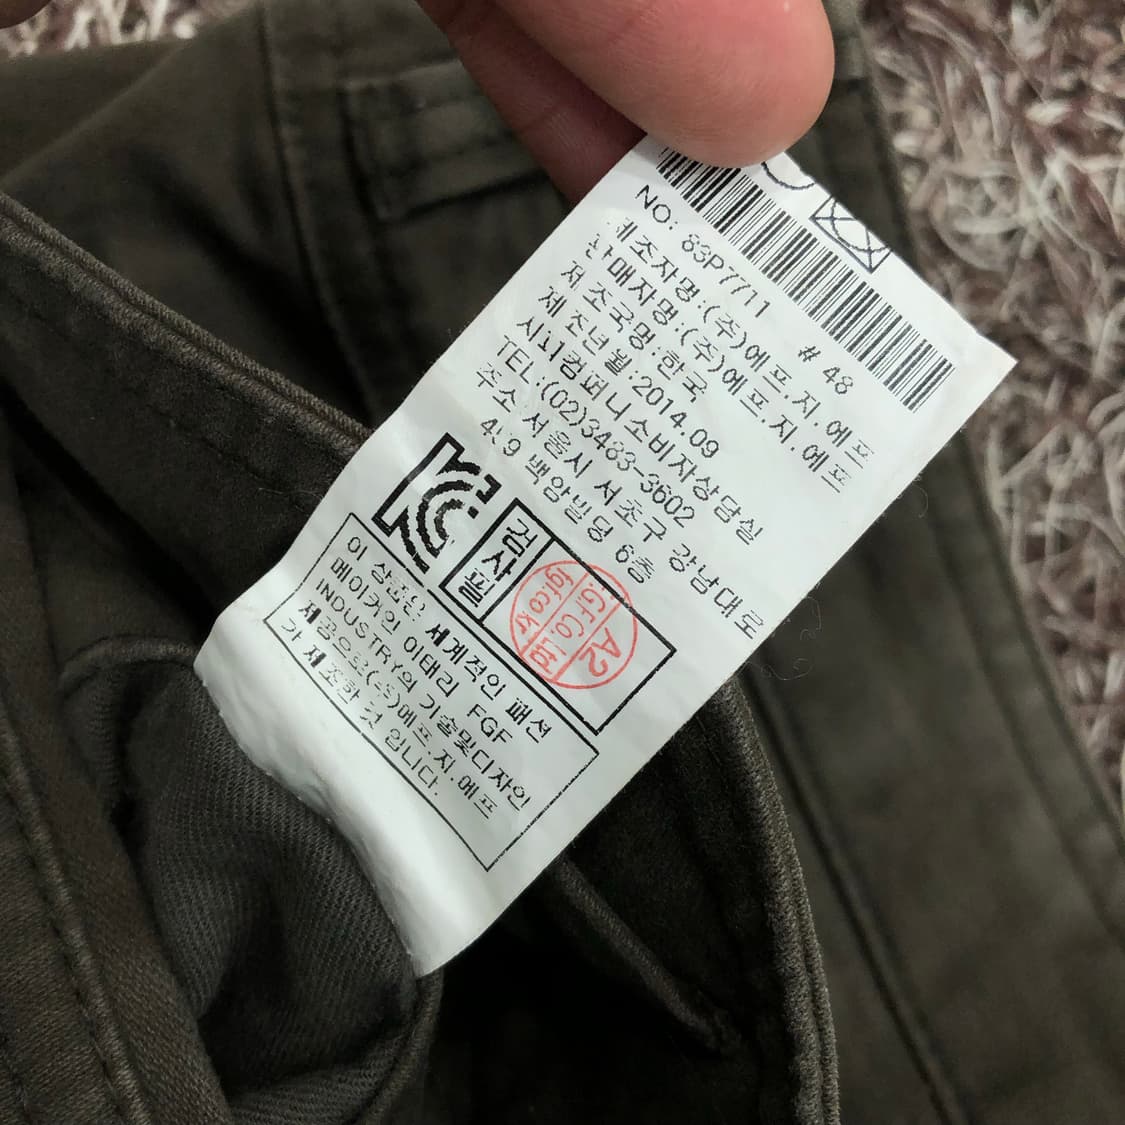 NO: 83P7711 # 48
제조자명:(주)에프.지.에프
판매자명:(주)에프.지.에프
제조국명:한국
제조년월:2014.09
컴퍼니소비자상담실
TEL:(02)3483-3602
주소 서울시 서초구 강남대로
백암빌딩 6층
검사필
F.G.F Co.Ltd
A2
fgf.co.kr
이 상품은 세계적인 패션
메이커인 이태리 FGF
INDUSTRY의 기술및디자인
제공으로(주)에프.지.에프
가 제조한 것 입니다.